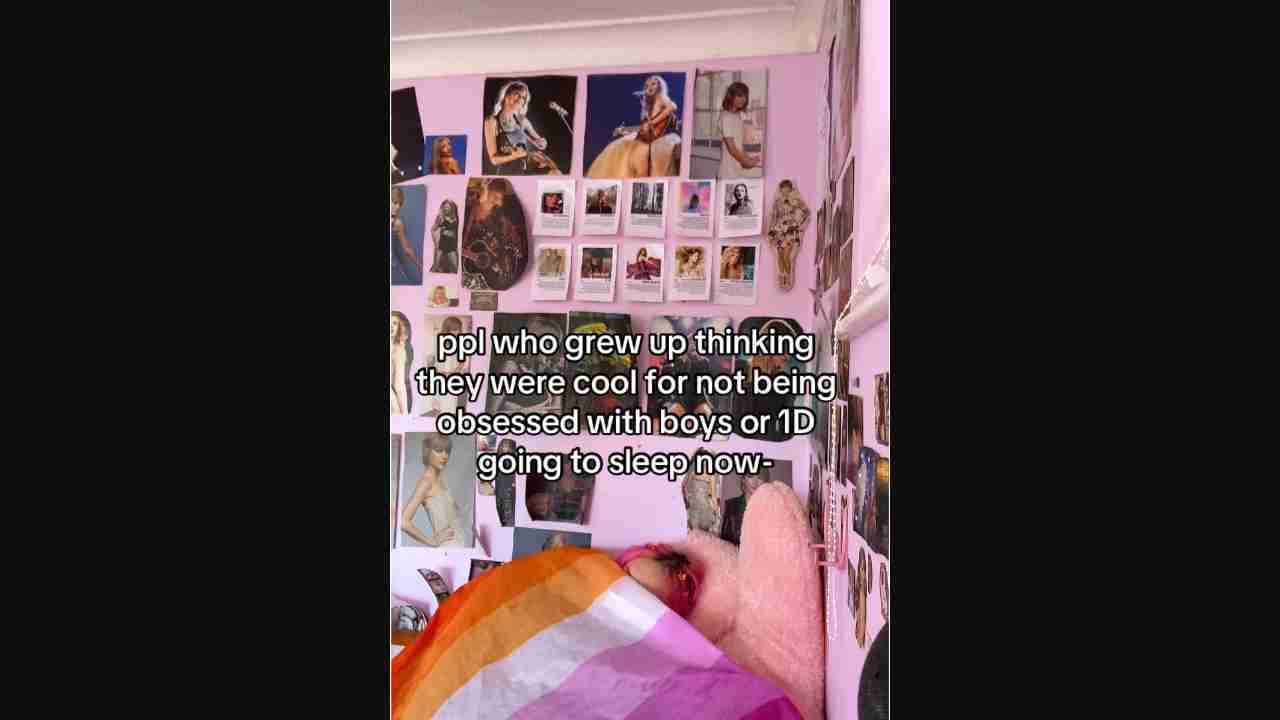 ppl who grew up thinking
they were cool for not being
obsessed with boys or 1D
going to sleep now-